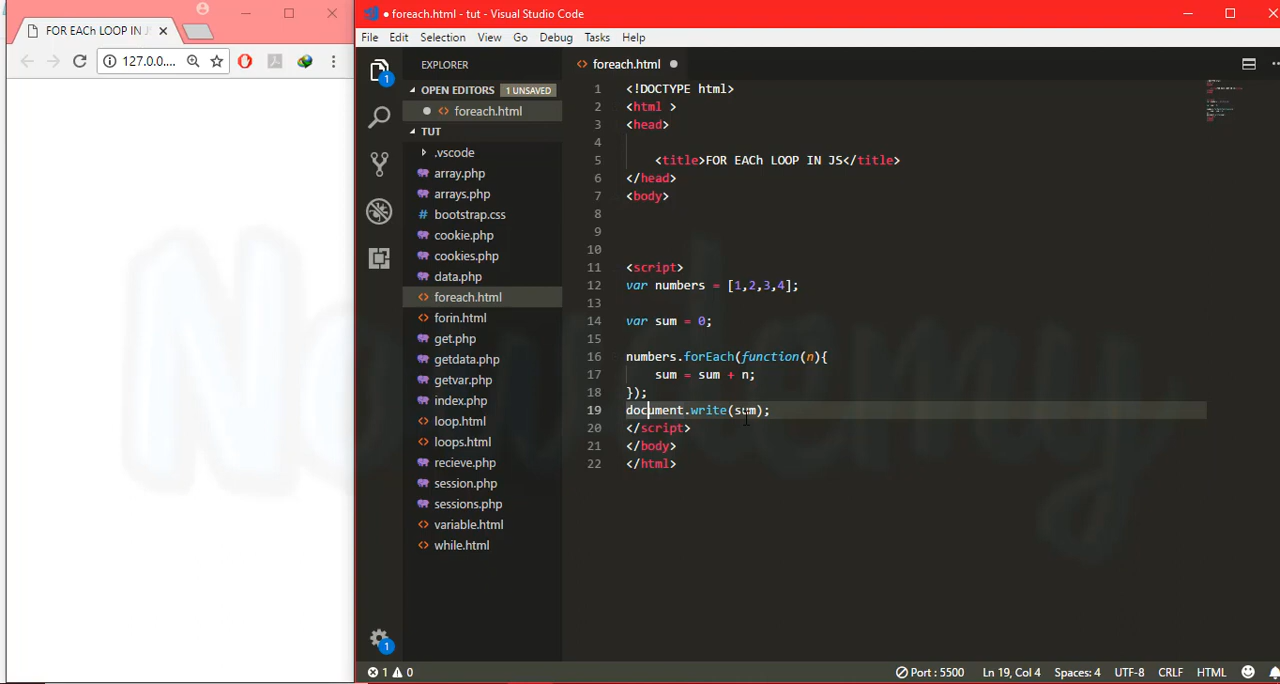 FOR EACh LOOP IN J
127.0.0....
foreach.html - tut - Visual Studio Code
File Edit Selection View Go Debug Tasks Help
EXPLORER
OPEN EDITORS 1 UNSAVED
foreach.html
TUT
.vscode
array.php
arrays.php
bootstrap.css
cookie.php
cookies.php
data.php
foreach.html
forin.html
get.php
getdata.php
getvar.php
index.php
loop.html
loops.html
recieve.php
session.php
sessions.php
variable.html
while.html
1
1
foreach.html
1 <!DOCTYPE html>
2 <html >
3 <head>
4
5 <title>FOR EACh LOOP IN JS</title>
6 </head>
7 <body>
8
9
10
11 <script>
12 var numbers = [1,2,3,4];
13
14 var sum = 0;
15
16 numbers.forEach(function(n){
17 sum = sum + n;
18 });
19 document.write(sum);
20 </script>
21 </body>
22 </html>
1 0 Port : 5500 Ln 19, Col 4 Spaces: 4 UTF-8 CRLF HTML